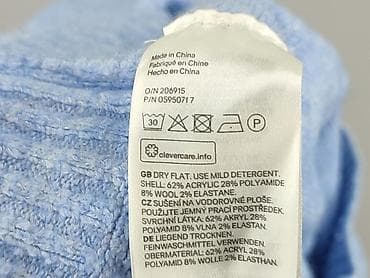 Made in China
Fabriqué en Chine
Hecho en China
O/N 206915
P/N 05950717
30 P
clevercare.info
GB DRY FLAT: USE MILD DETERGENT.
SHELL: 62% ACRYLIC 28% POLYAMIDE
8% WOOL 2% ELASTANE.
CZ SUŠENÍ NA VODOROVNÉ PLOŠE.
POUŽIJTE JEMNÝ PRACÍ PROSTŘEDEK.
SVRCHNÍ LÁTKA: 62% AKRYL 28%
POLYAMID 8% VLNA 2% ELASTAN.
DE LIEGEND TROCKNEN.
FEINWASCHMITTEL VERWENDEN.
OBERMATERIAL: 62% ACRYL 28%
POLYAMID 8% WOLLE 2% ELASTHAN.